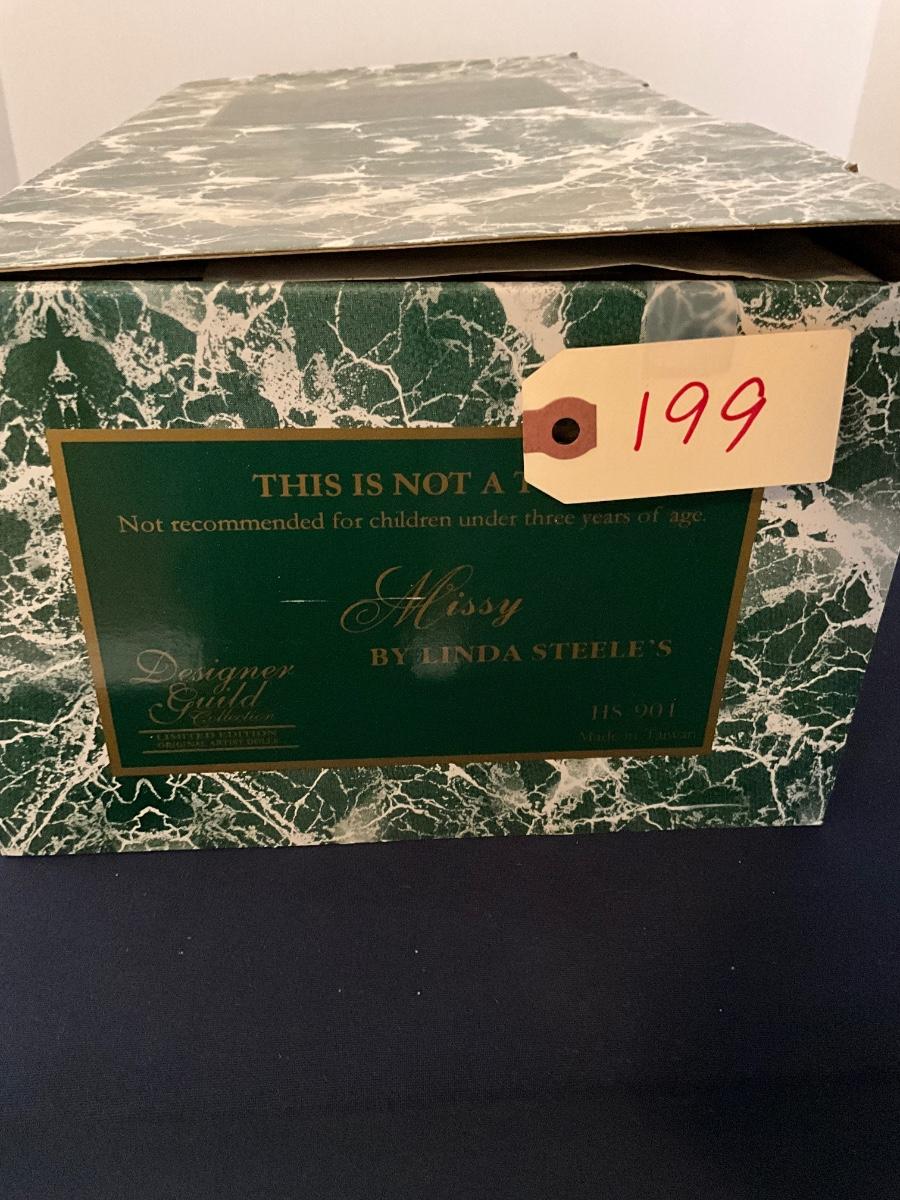 199
THIS IS NOT A T
Not recommended for children under three years of age.
Missy
BY LINDA STEELE'S
Designer
Guild
Collection
LIMITED EDITION
ORIGINAL ARTIST DOLLS
HS 901
Made in Taiwan